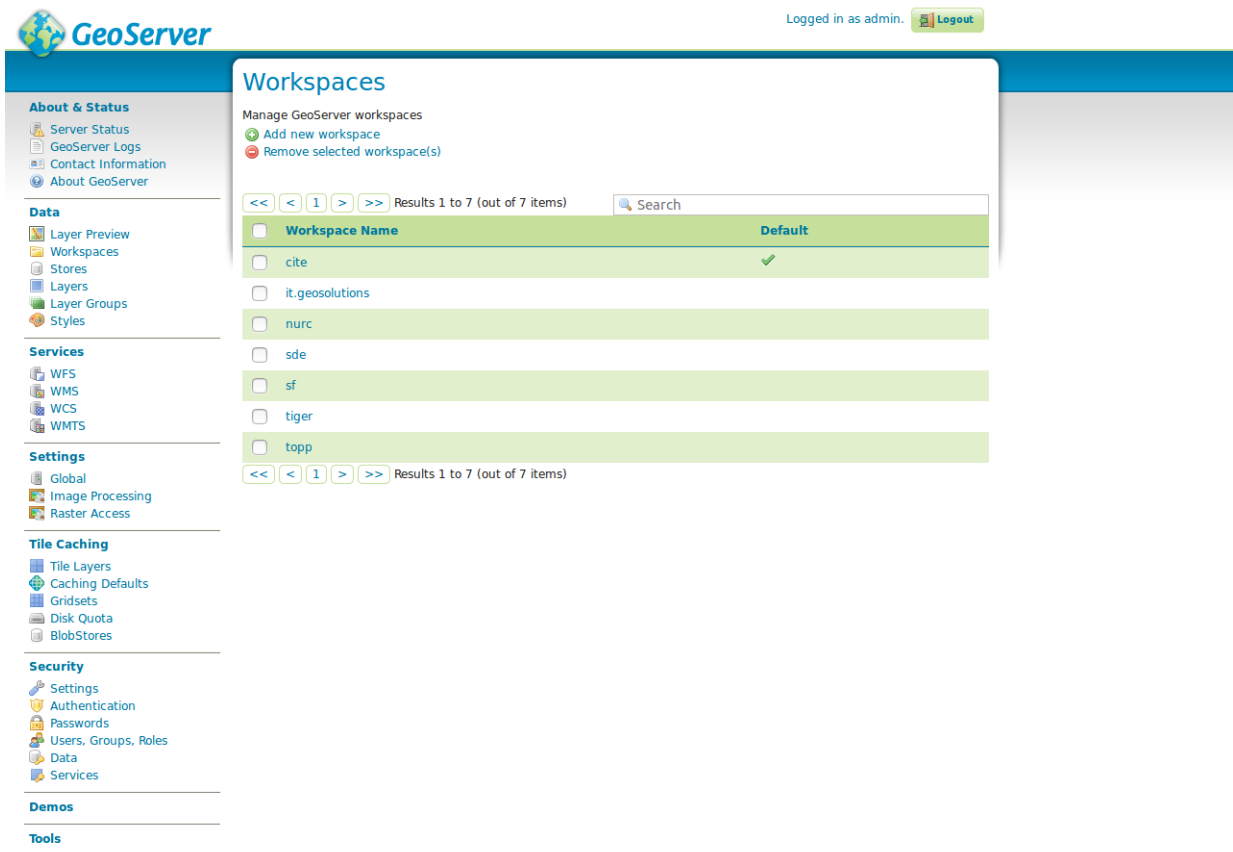 GeoServer
Logged in as admin.
Logout
About & Status
Server Status
GeoServer Logs
Contact Information
About GeoServer
Data
Layer Preview
Workspaces
Stores
Layers
Layer Groups
Styles
Services
WFS
WMS
WCS
WMTS
Settings
Global
Image Processing
Raster Access
Tile Caching
Tile Layers
Caching Defaults
Gridsets
Disk Quota
BlobStores
Security
Settings
Authentication
Passwords
Users, Groups, Roles
Data
Services
Demos
Tools
Workspaces
Manage GeoServer workspaces
Add new workspace
Remove selected workspace(s)
<< < 1 > >> Results 1 to 7 (out of 7 items)
Search
Workspace Name Default
cite
it.geosolutions
nurc
sde
sf
tiger
topp
<< < 1 > >> Results 1 to 7 (out of 7 items)